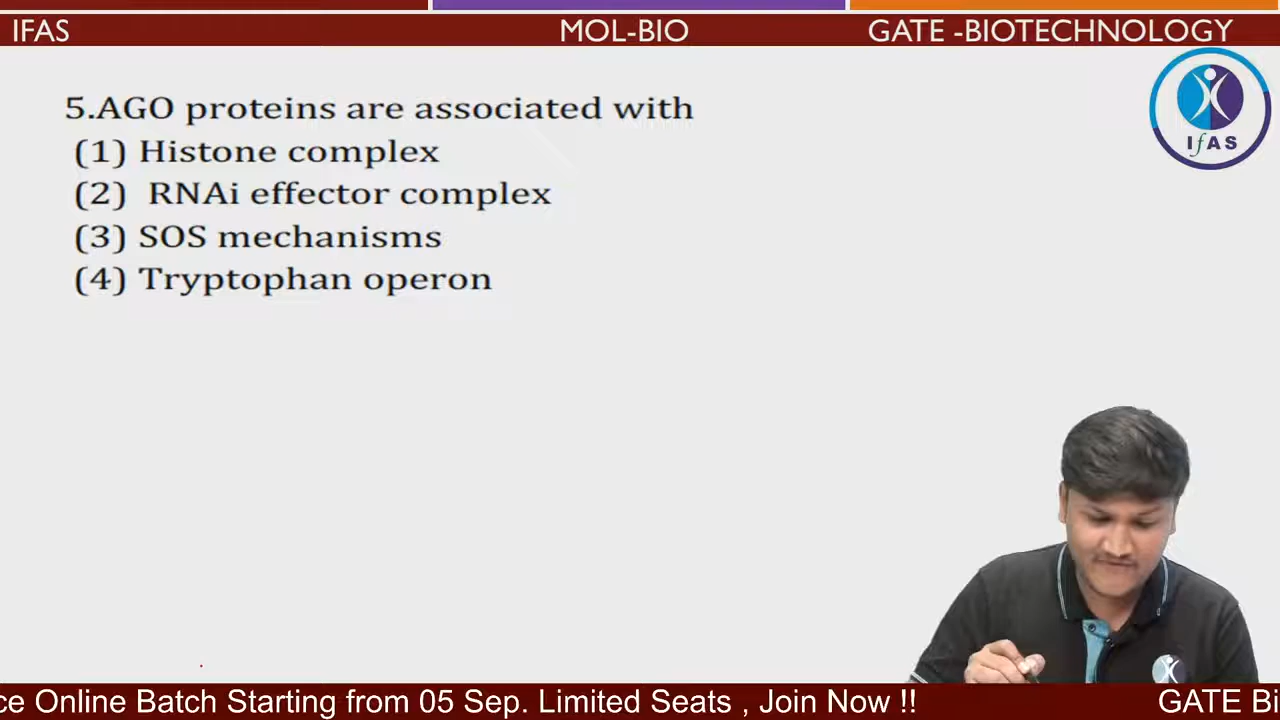 IFAS
MOL-BIO
GATE -BIOTECHNOLOGY
5.AGO proteins are associated with
(1) Histone complex
(2) RNAi effector complex
(3) SOS mechanisms
(4) Tryptophan operon
IfAS
ce Online Batch Starting from 05 Sep. Limited Seats , Join Now !!
GATE Bi